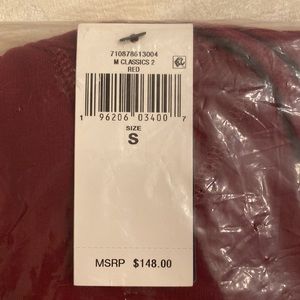 710878613004
M CLASSICS 2
RED
1 96206 03400 7
SIZE
S
MSRP $148.00